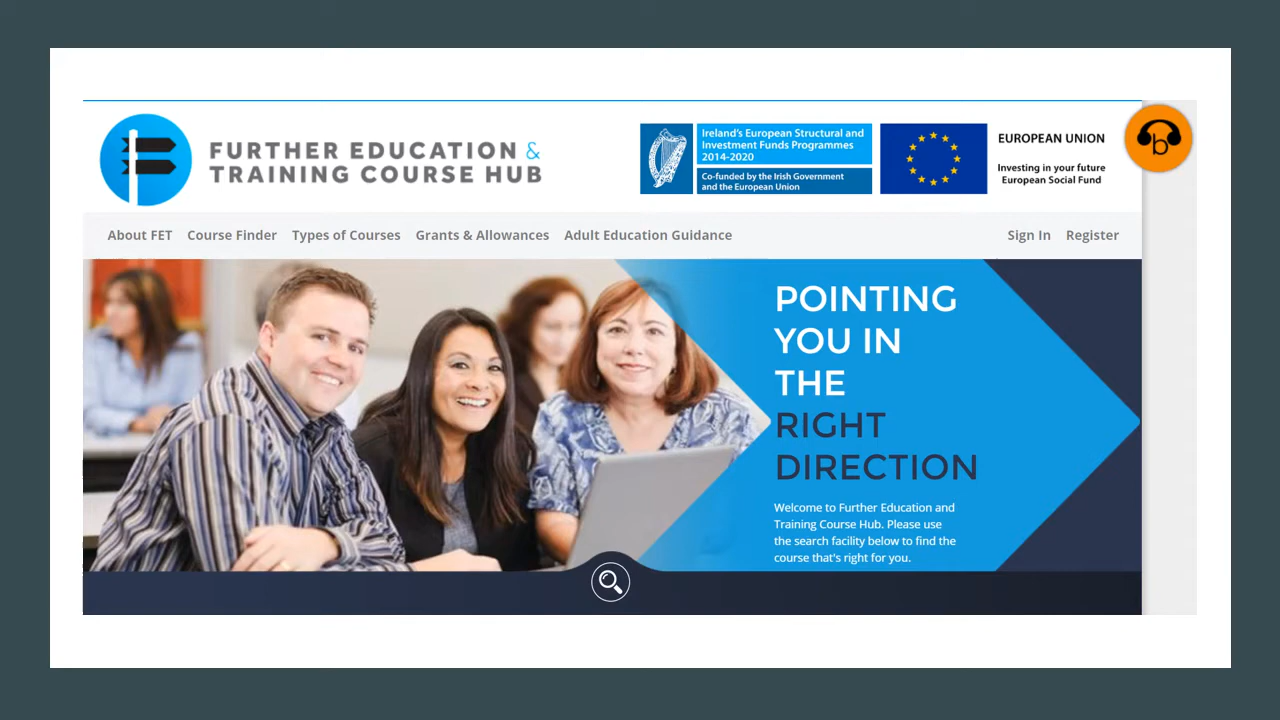 FURTHER EDUCATION &
TRAINING COURSE HUB
Ireland's European Structural and
Investment Funds Programmes
2014-2020
Co-funded by the Irish Government
and the European Union
EUROPEAN UNION
Investing in your future
European Social Fund
b
About FET Course Finder Types of Courses Grants & Allowances Adult Education Guidance Sign In Register
POINTING
YOU IN
THE
RIGHT
DIRECTION
Welcome to Further Education and
Training Course Hub. Please use
the search facility below to find the
course that's right for you.